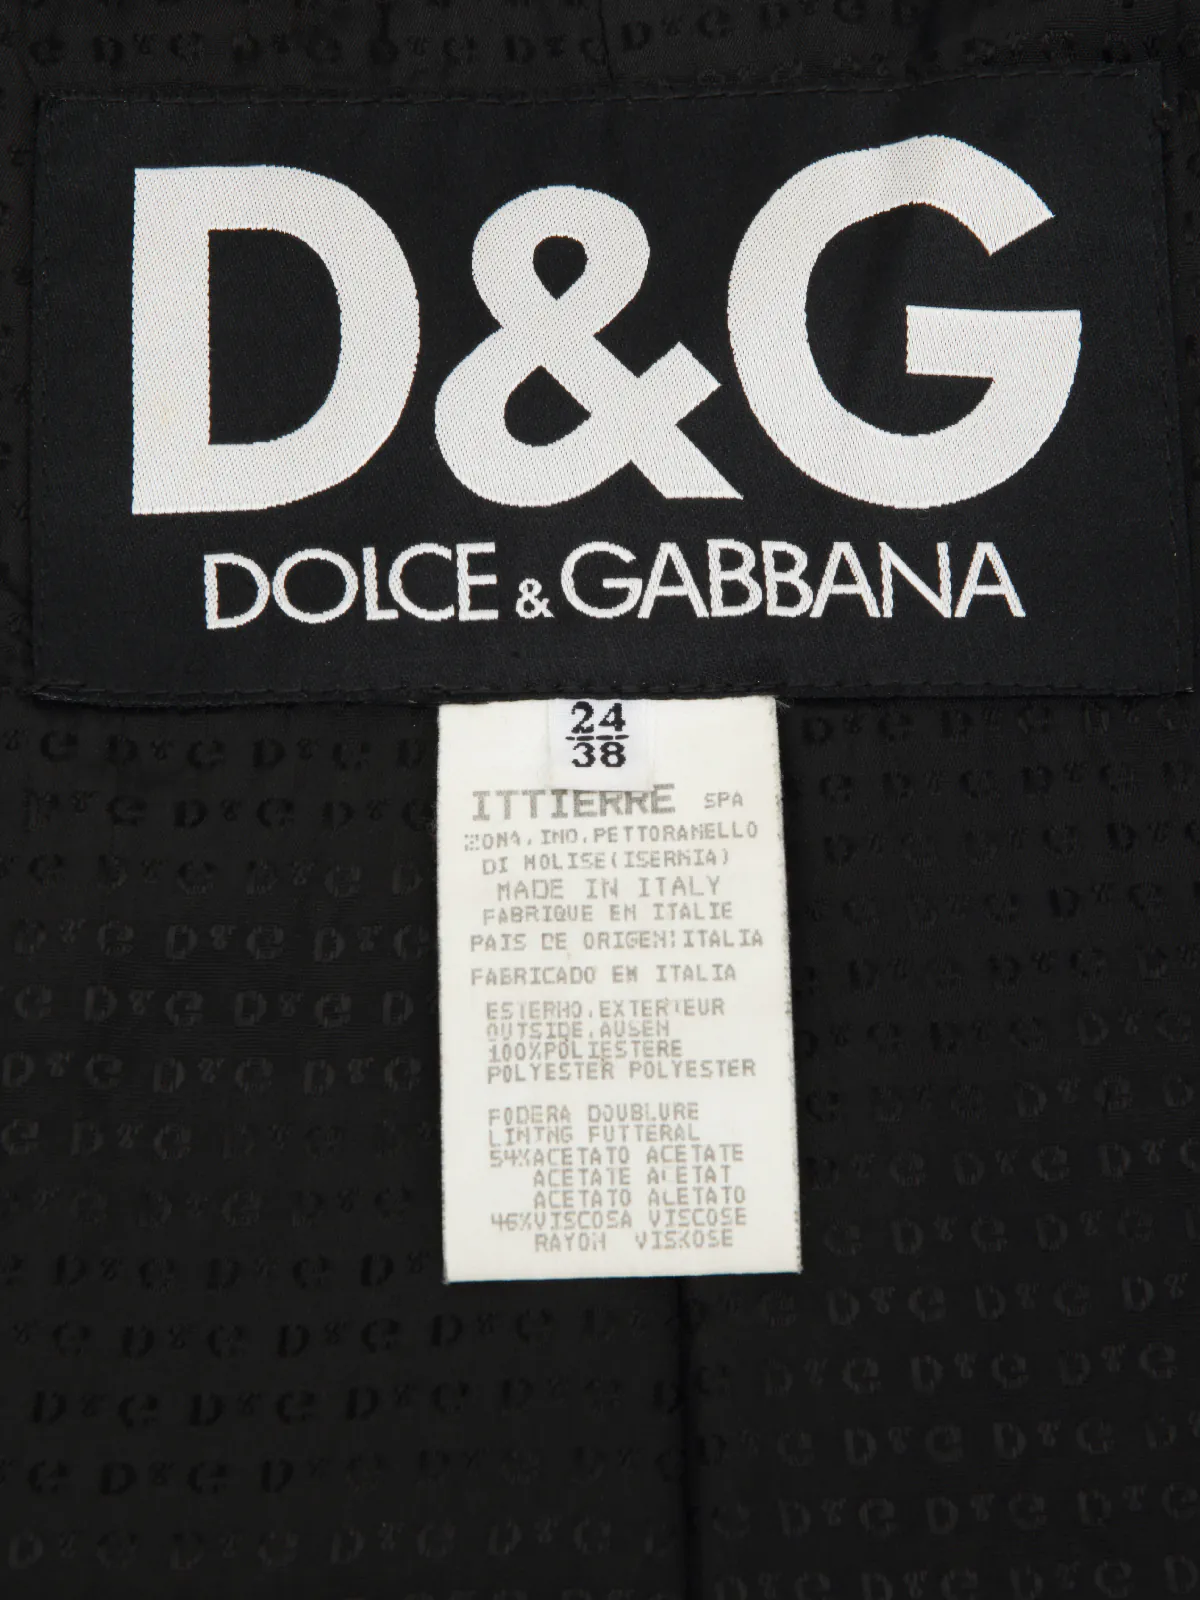 D&G
DOLCE & GABBANA
24
38
ITTIERRE SPA
ZONA. IND. PETTORANELLO
DI MOLISE(ISERNIA)
MADE IN ITALY
FABRIQUE EN ITALIE
PAIS DE ORIGEN:ITALIA
FABRICADO EN ITALIA
ESTERNO.EXTERIEUR
OUTSIDE.AUSEN
100%POLIESTERE
POLYESTER POLYESTER
FODERA DOUBLURE
LINING FUTTERAL
54%ACETATO ACETATE
ACETATE ACETAT
ACETATO ACETATO
46%VISCOSA VISCOSE
RAYON VISKOSE